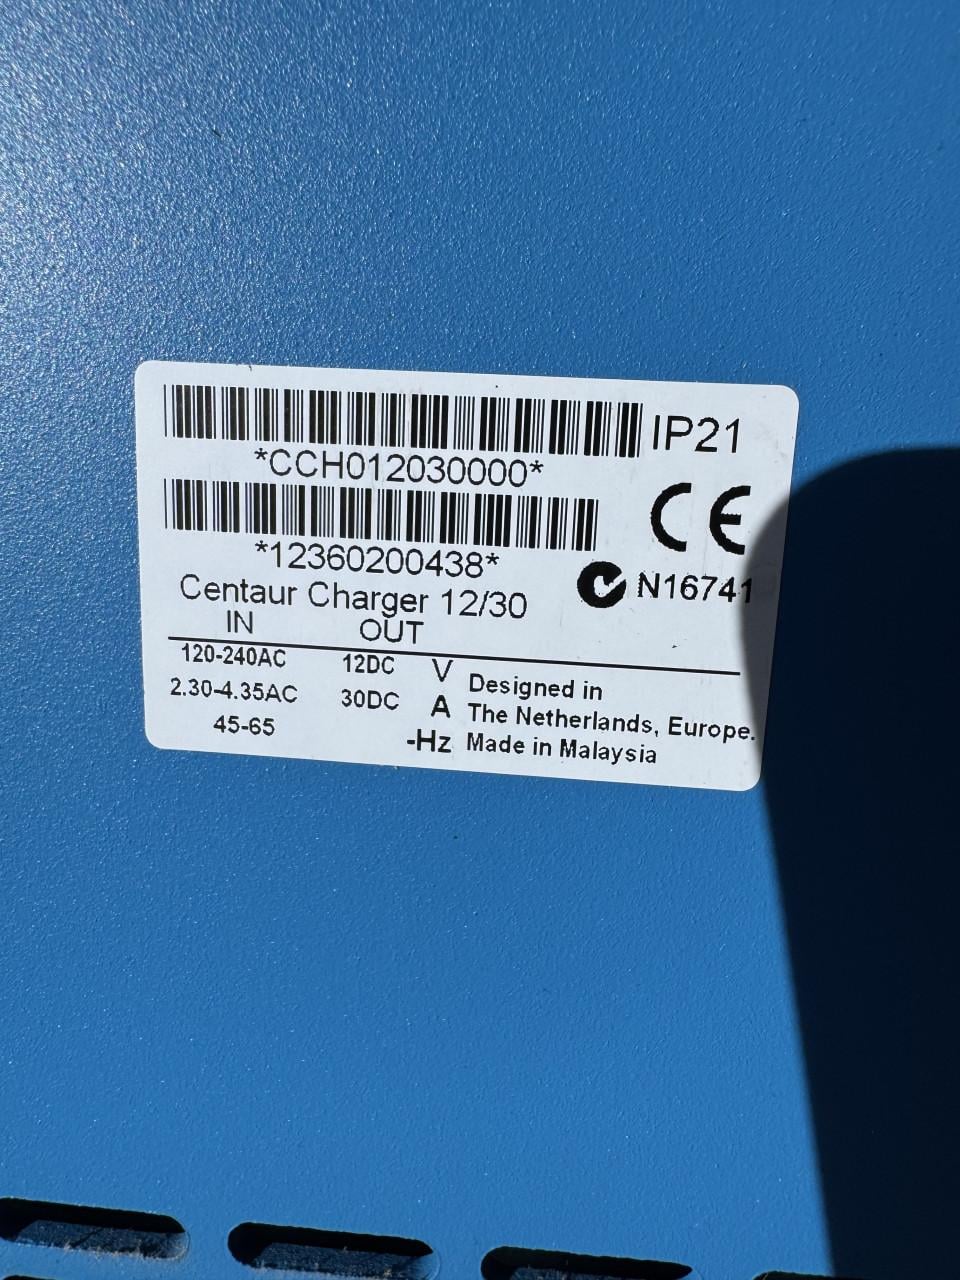 IP21
*CCH012030000*
CE
*12360200438*
N16741
Centaur Charger 12/30
IN OUT
120-240AC 12DC V
2.30-4.35AC 30DC A
45-65 -Hz
Designed in
The Netherlands, Europe.
Made in Malaysia